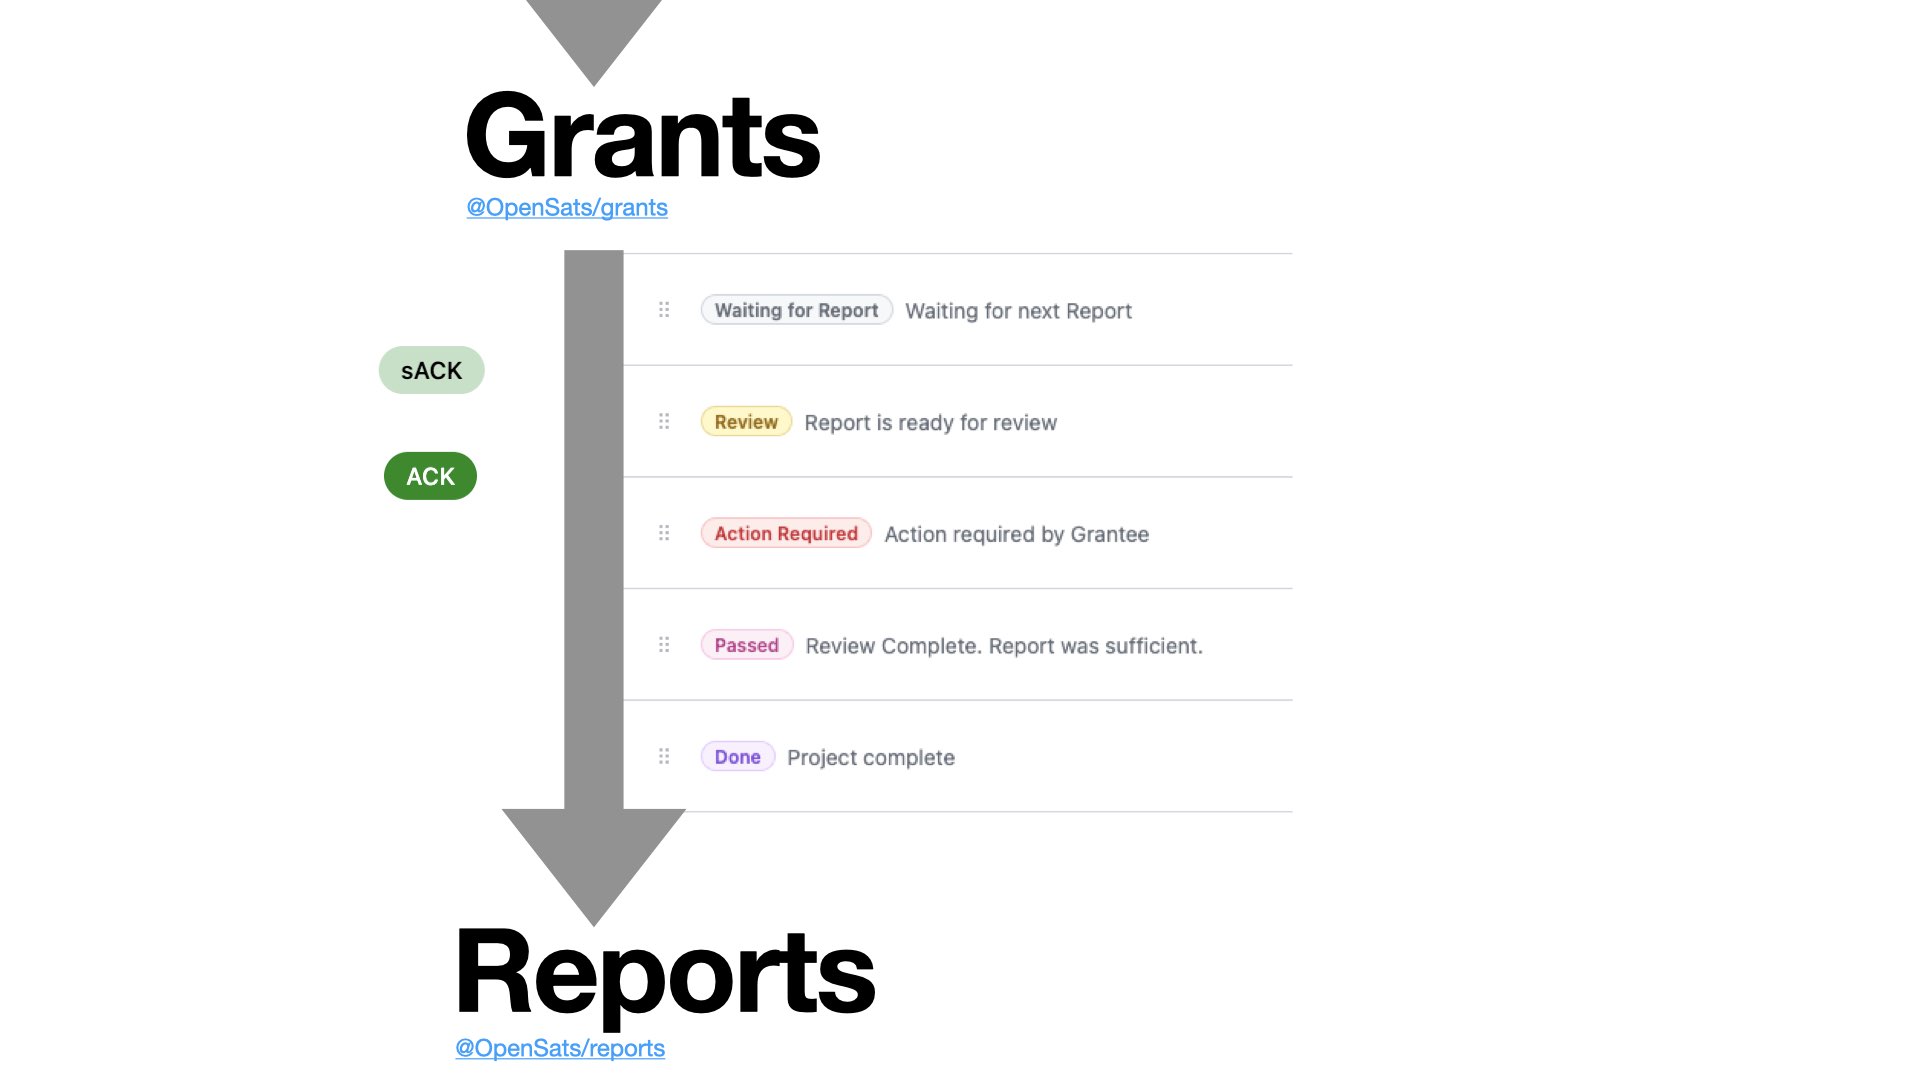 Grants
@OpenSats/grants
Waiting for Report Waiting for next Report
sACK
Review Report is ready for review
ACK
Action Required Action required by Grantee
Passed Review Complete. Report was sufficient.
Done Project complete
Reports
@OpenSats/reports